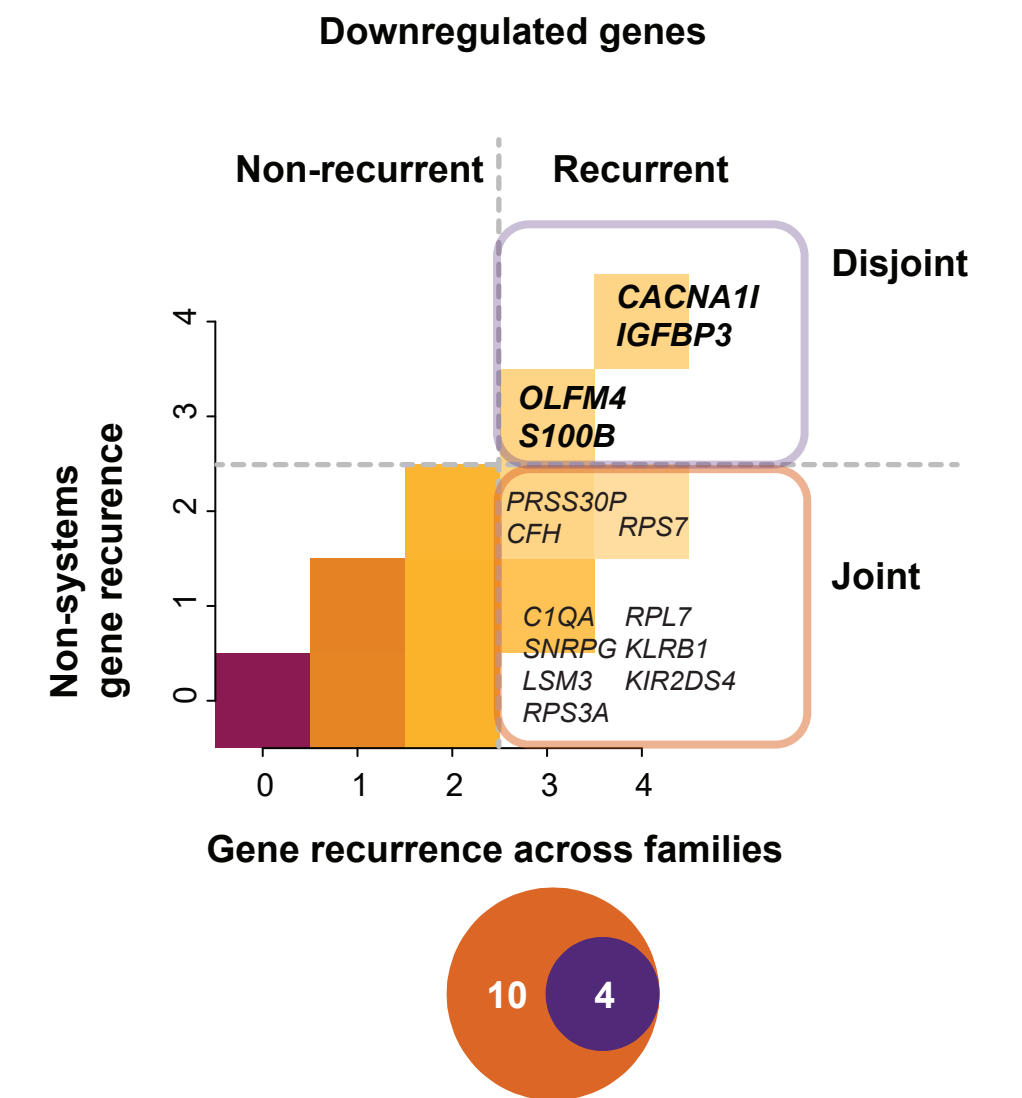 Downregulated genes
Non-recurrent
Recurrent
Disjoint
CACNA1I
IGFBP3
OLFM4
S100B
PRSS30P
CFH
RPS7
Joint
C1QA RPL7
SNRPG KLRB1
LSM3 KIR2DS4
RPS3A
Non-systems
gene recurence
4
3
2
1
0
0 1 2 3 4
Gene recurrence across families
10 4